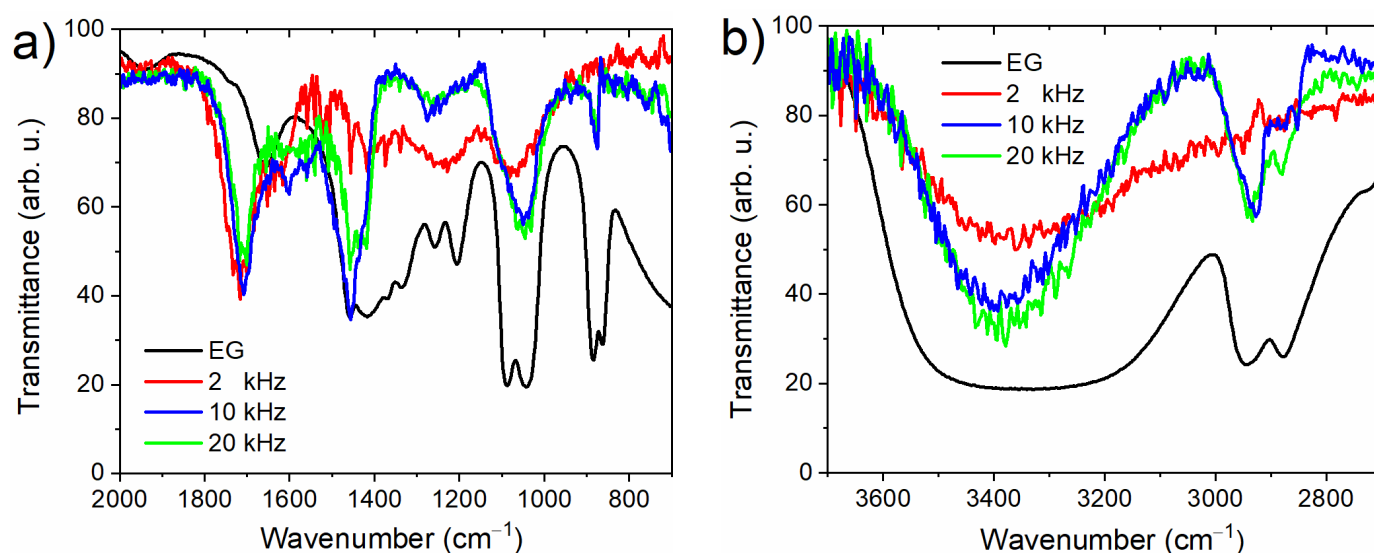 a)
100
80
60
40
20
0
Transmittance (arb. u.)
EG
2 kHz
10 kHz
20 kHz
2000 1800 1600 1400 1200 1000 800
Wavenumber (cm⁻¹)
b)
100
80
60
40
20
0
Transmittance (arb. u.)
EG
2 kHz
10 kHz
20 kHz
3600 3400 3200 3000 2800
Wavenumber (cm⁻¹)